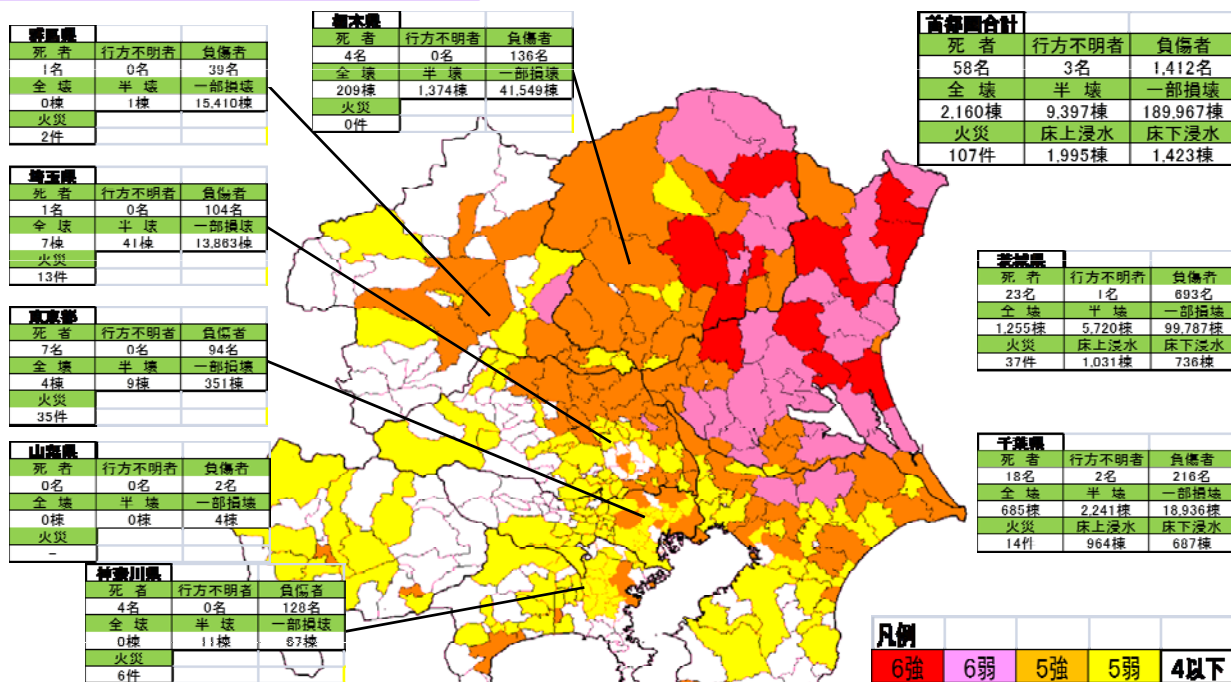 群馬県
死 者 行方不明者 負傷者
1名 0名 39名
全 壊 半 壊 一部損壊
0棟 1棟 15,410棟
火災
2件
栃木県
死 者 行方不明者 負傷者
4名 0名 136名
全 壊 半 壊 一部損壊
209棟 1,374棟 41,549棟
火災
0件
首都圏合計
死 者 行方不明者 負傷者
58名 3名 1,412名
全 壊 半 壊 一部損壊
2,160棟 9,397棟 189,967棟
火災 床上浸水 床下浸水
107件 1,995棟 1,423棟
埼玉県
死 者 行方不明者 負傷者
1名 0名 104名
全 壊 半 壊 一部損壊
7棟 41棟 13,863棟
火災
13件
茨城県
死 者 行方不明者 負傷者
23名 1名 693名
全 壊 半 壊 一部損壊
1,255棟 5,720棟 99,787棟
火災 床上浸水 床下浸水
37件 1,031棟 736棟
東京都
死 者 行方不明者 負傷者
7名 0名 94名
全 壊 半 壊 一部損壊
4棟 9棟 351棟
火災
35件
山梨県
死 者 行方不明者 負傷者
0名 0名 2名
全 壊 半 壊 一部損壊
0棟 0棟 4棟
火災
-
千葉県
死 者 行方不明者 負傷者
18名 2名 216名
全 壊 半 壊 一部損壊
685棟 2,241棟 18,936棟
火災 床上浸水 床下浸水
14件 964棟 687棟
神奈川県
死 者 行方不明者 負傷者
4名 0名 128名
全 壊 半 壊 一部損壊
0棟 11棟 67棟
火災
6件
凡例
6強 6弱 5強 5弱 4以下